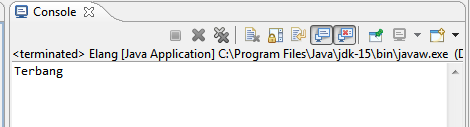 Console
<terminated> Elang [Java Application] C:\Program Files\Java\jdk-15\bin\javaw.exe (
Terbang